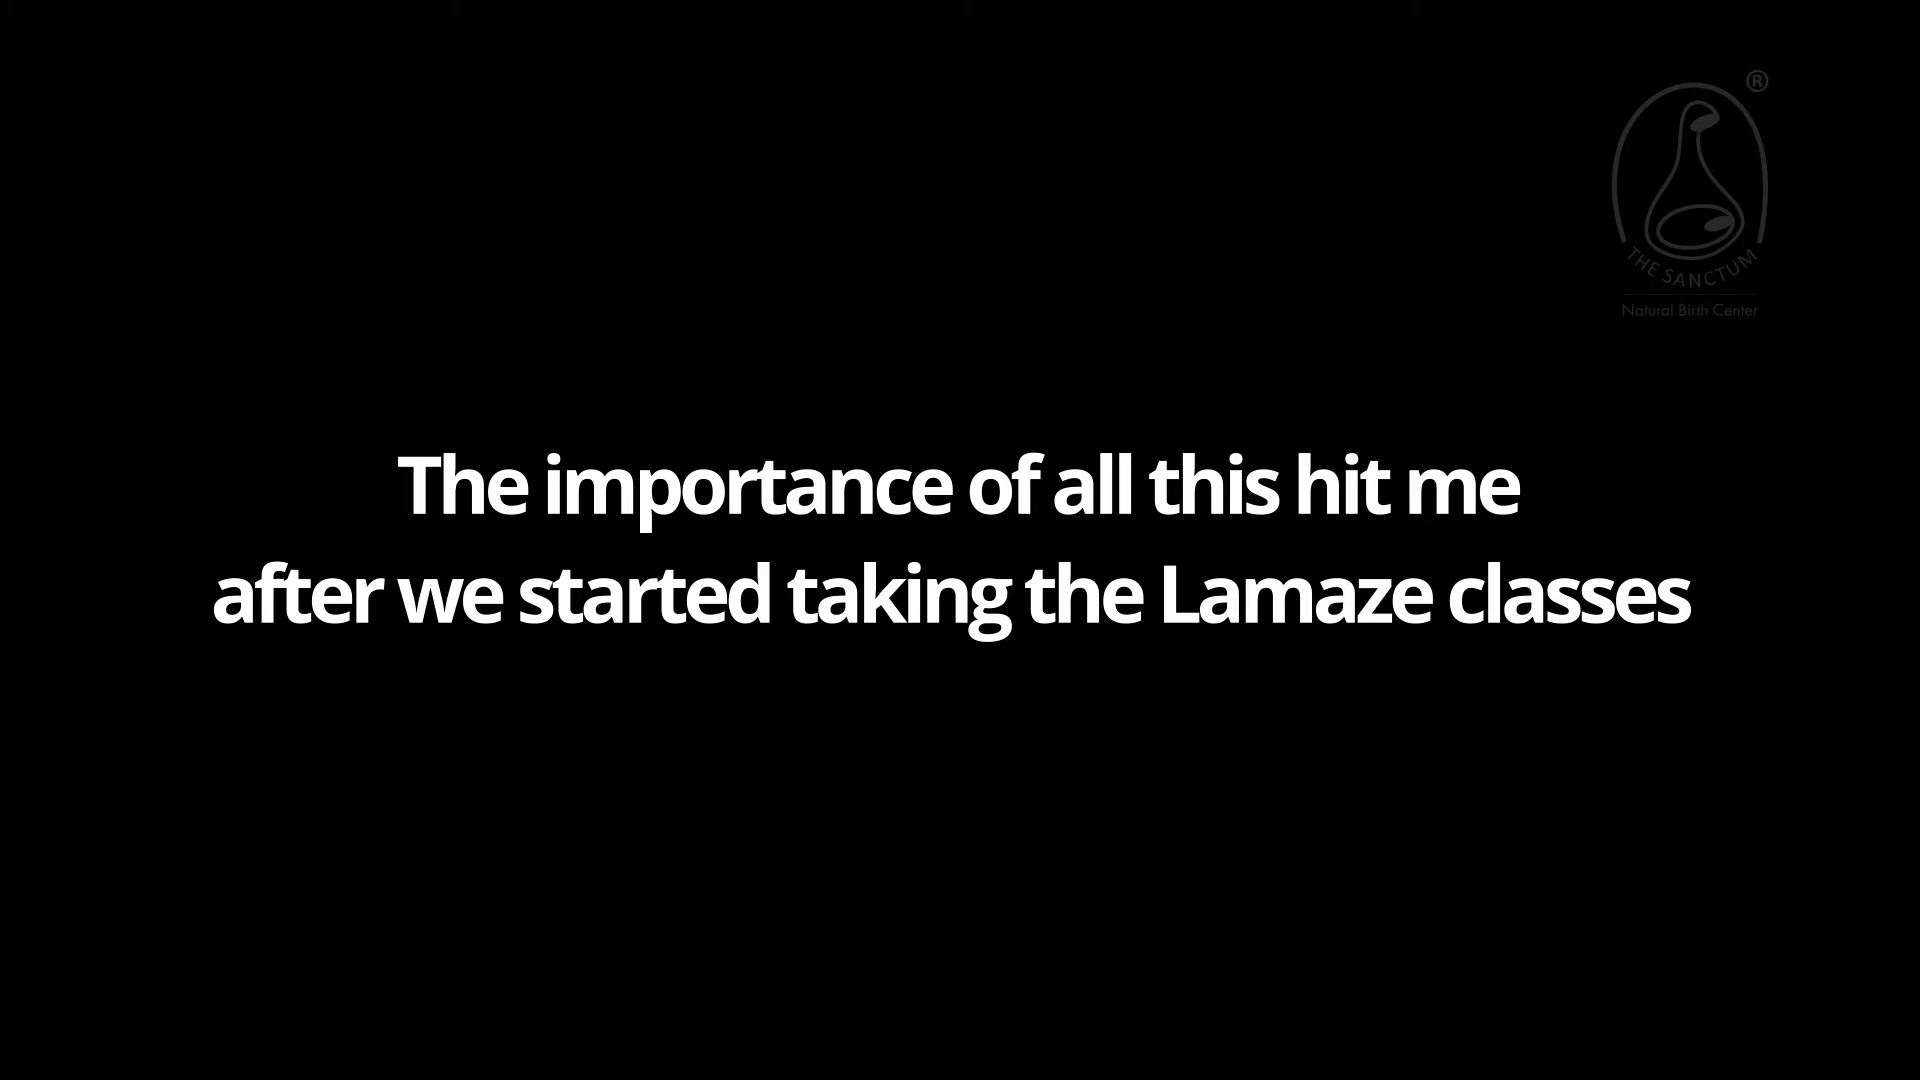 ®
THE SANCTUM
Natural Birth Center
The importance of all this hit me
after we started taking the Lamaze classes